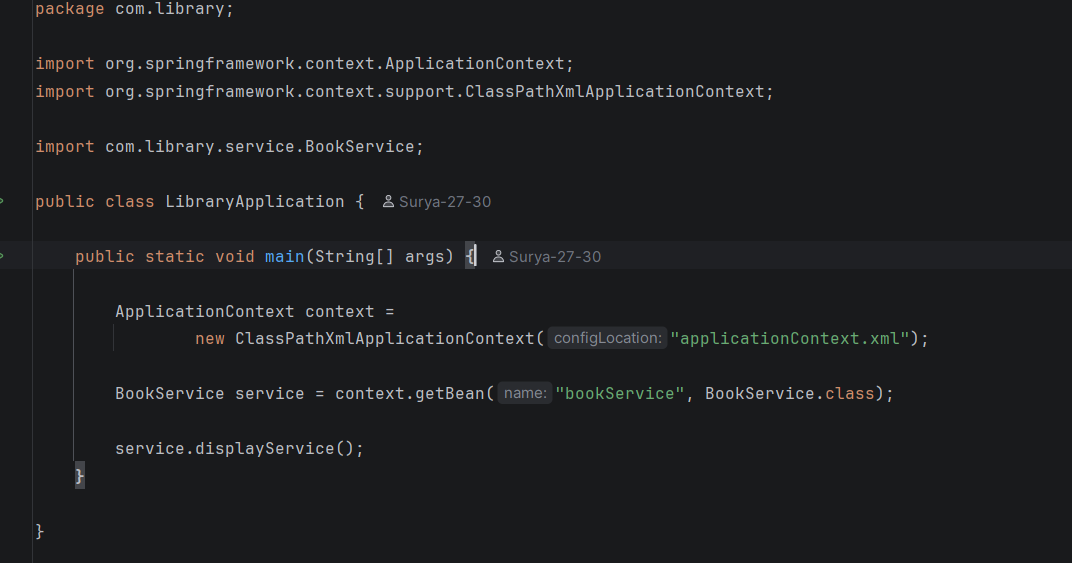 package com.library;
import org.springframework.context.ApplicationContext;
import org.springframework.context.support.ClassPathXmlApplicationContext;
import com.library.service.BookService;
public class LibraryApplication { Surya-27-30
public static void main(String[] args) { Surya-27-30
ApplicationContext context =
new ClassPathXmlApplicationContext( configLocation: "applicationContext.xml");
BookService service = context.getBean( name: "bookService", BookService.class);
service.displayService();
}
}